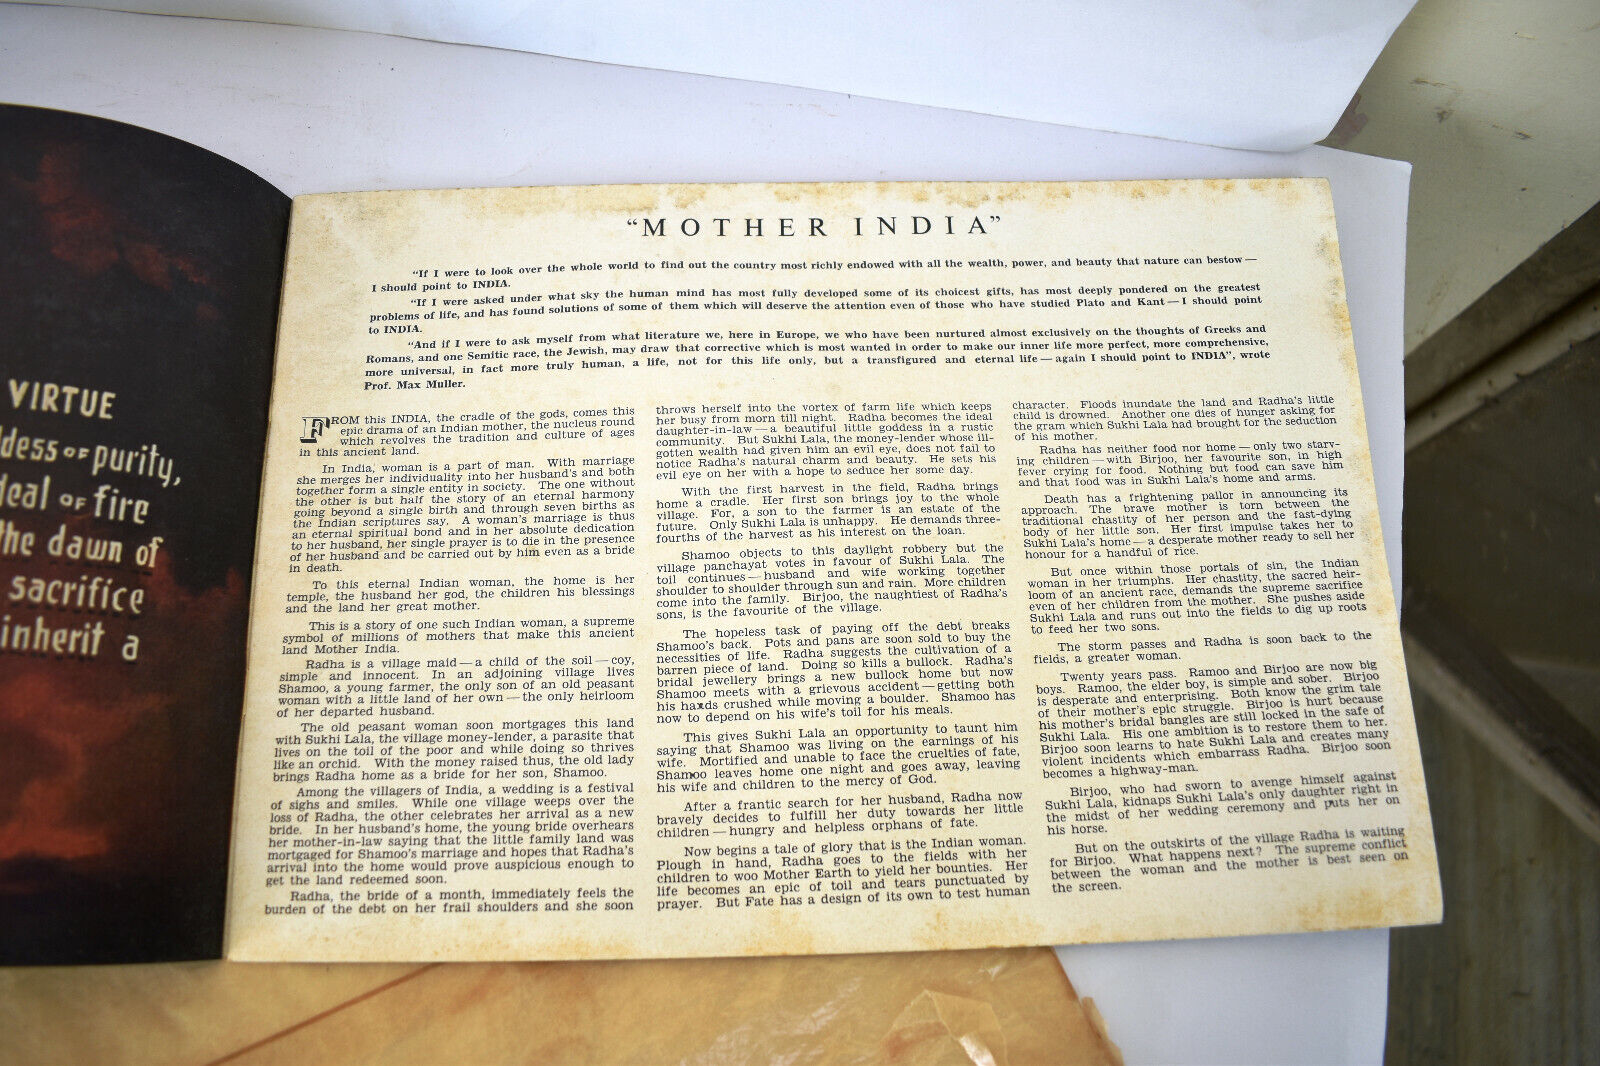 VIRTUE
ddess OF purity,
deal OF fire
the dawn of
sacrifice
inherit a
"MOTHER INDIA"
"If I were to look over the whole world to find out the country most richly endowed with all the wealth, power, and beauty that nature can bestow—
I should point to INDIA.
"If I were asked under what sky the human mind has most fully developed some of its choicest gifts, has most deeply pondered on the greatest
problems of life, and has found solutions of some of them which will deserve the attention even of those who have studied Plato and Kant—I should point
to INDIA.
"And if I were to ask myself from what literature we, here in Europe, we who have been nurtured almost exclusively on the thoughts of Greeks and
Romans, and one Semitic race, the Jewish, may draw that corrective which is most wanted in order to make our inner life more perfect, more comprehensive,
more universal, in fact more truly human, a life, not for this life only, but a transfigured and eternal life—again I should point to INDIA", wrote
Prof. Max Muller.
FROM this INDIA, the cradle of the gods, comes this
epic drama of an Indian mother, the nucleus round
which revolves the tradition and culture of ages
in this ancient land.
In India, woman is a part of man. With marriage
she merges her individuality into her husband's and both
together form a single entity in society. The one without
the other is but half the story of an eternal harmony
going beyond a single birth and through seven births as
the Indian scriptures say. A woman's marriage is thus
an eternal spiritual bond and in her absolute dedication
to her husband, her single prayer is to die in the presence
of her husband and be carried out by him even as a bride
in death.
To this eternal Indian woman, the home is her
temple, the husband her god, the children his blessings
and the land her great mother.
This is a story of one such Indian woman, a supreme
symbol of millions of mothers that make this ancient
land Mother India.
Radha is a village maid—a child of the soil—coy,
simple and innocent. In an adjoining village lives
Shamoo, a young farmer, the only son of an old peasant
woman with a little land of her own—the only heirloom
of her departed husband.
The old peasant woman soon mortgages this land
with Sukhi Lala, the village money-lender, a parasite that
lives on the toil of the poor and while doing so thrives
like an orchid. With the money raised thus, the old lady
brings Radha home as a bride for her son, Shamoo.
Among the villagers of India, a wedding is a festival
of sighs and smiles. While one village weeps over the
loss of Radha, the other celebrates her arrival as a new
bride. In her husband's home, the young bride overhears
her mother-in-law saying that the little family land was
mortgaged for Shamoo's marriage and hopes that Radha's
arrival into the home would prove auspicious enough to
get the land redeemed soon.
Radha, the bride of a month, immediately feels the
burden of the debt on her frail shoulders and she soon
throws herself into the vortex of farm life which keeps
her busy from morn till night. Radha becomes the ideal
daughter-in-law—a beautiful little goddess in a rustic
community. But Sukhi Lala, the money-lender whose ill-
gotten wealth had given him an evil eye, does not fail to
notice Radha's natural charm and beauty. He sets his
evil eye on her with a hope to seduce her some day.
With the first harvest in the field, Radha brings
home a cradle. Her first son brings joy to the whole
village. For, a son to the farmer is an estate of the
future. Only Sukhi Lala is unhappy. He demands three-
fourths of the harvest as his interest on the loan.
Shamoo objects to this daylight robbery but the
village panchayat votes in favour of Sukhi Lala. The
toil continues—husband and wife working together
shoulder to shoulder through sun and rain. More children
come into the family. Birjoo, the naughtiest of Radha's
sons, is the favourite of the village.
The hopeless task of paying off the debt breaks
Shamoo's back. Pots and pans are soon sold to buy the
necessities of life. Radha suggests the cultivation of a
barren piece of land. Doing so kills a bullock. Radha's
bridal jewellery brings a new bullock home but now
Shamoo meets with a grievous accident—getting both
his hands crushed while moving a boulder. Shamoo has
now to depend on his wife's toil for his meals.
This gives Sukhi Lala an opportunity to taunt him
saying that Shamoo was living on the earnings of his
wife. Mortified and unable to face the cruelties of fate,
Shamoo leaves home one night and goes away, leaving
his wife and children to the mercy of God.
After a frantic search for her husband, Radha now
bravely decides to fulfill her duty towards her little
children—hungry and helpless orphans of fate.
Now begins a tale of glory that is the Indian woman.
Plough in hand, Radha goes to the fields with her
children to woo Mother Earth to yield her bounties. Her
life becomes an epic of toil and tears punctuated by
prayer. But Fate has a design of its own to test human
character. Floods inundate the land and Radha's little
child is drowned. Another one dies of hunger asking for
the gram which Sukhi Lala had brought for the seduction
of his mother.
Radha has neither food nor home—only two starv-
ing children—with Birjoo, her favourite son, in high
fever crying for food. Nothing but food can save him
and that food was in Sukhi Lala's home and arms.
Death has a frightening pallor in announcing its
approach. The brave mother is torn between the
traditional chastity of her person and the fast-dying
body of her little son. Her first impulse takes her to
Sukhi Lala's home—a desperate mother ready to sell her
honour for a handful of rice.
But once within those portals of sin, the Indian
woman in her triumphs. Her chastity, the sacred heir-
loom of an ancient race, demands the supreme sacrifice
even of her children from the mother. She pushes aside
Sukhi Lala and runs out into the fields to dig up roots
to feed her two sons.
The storm passes and Radha is soon back to the
fields, a greater woman.
Twenty years pass. Ramoo and Birjoo are now big
boys. Ramoo, the elder boy, is simple and sober. Birjoo
is desperate and enterprising. Both know the grim tale
of their mother's epic struggle. Birjoo is hurt because
his mother's bridal bangles are still locked in the safe of
Sukhi Lala. His one ambition is to restore them to her.
Birjoo soon learns to hate Sukhi Lala and creates many
violent incidents which embarrass Radha. Birjoo soon
becomes a highway-man.
Birjoo, who had sworn to avenge himself against
Sukhi Lala, kidnaps Sukhi Lala's only daughter right in
the midst of her wedding ceremony and puts her on
his horse.
But on the outskirts of the village Radha is waiting
for Birjoo. What happens next? The supreme conflict
between the woman and the mother is best seen on
the screen.